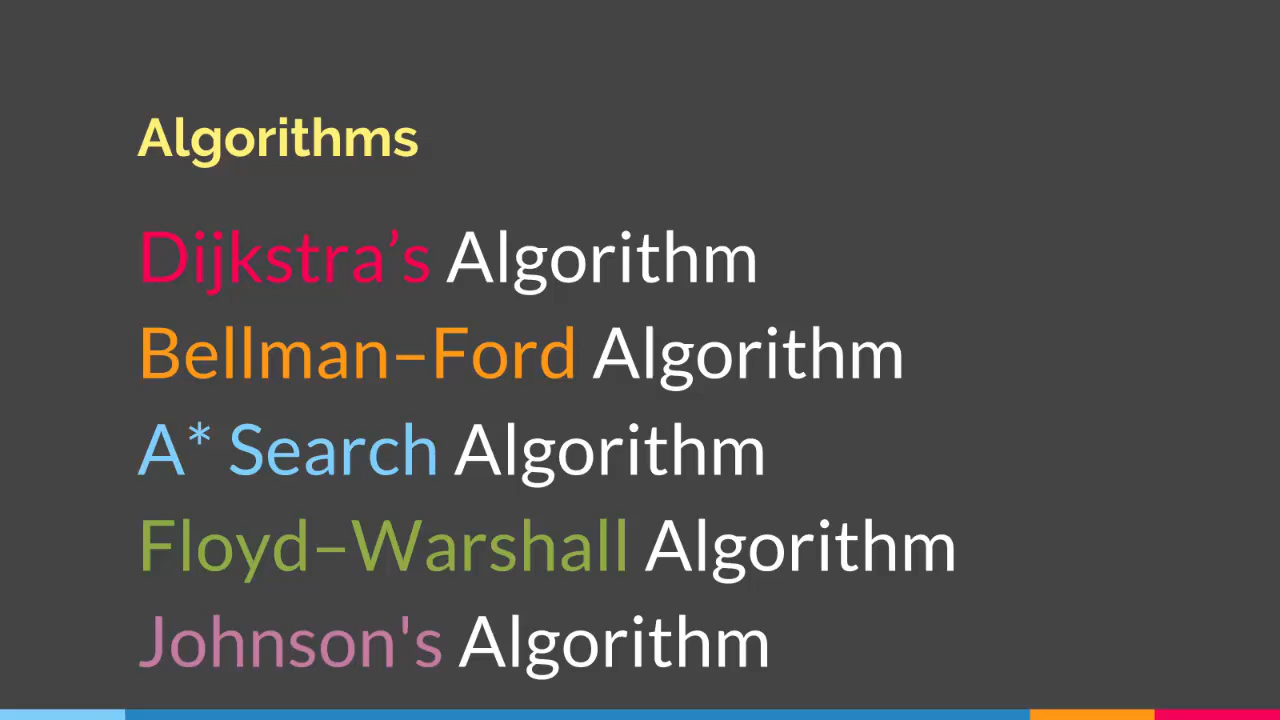 Algorithms
Dijkstra’s Algorithm
Bellman–Ford Algorithm
A* Search Algorithm
Floyd–Warshall Algorithm
Johnson's Algorithm